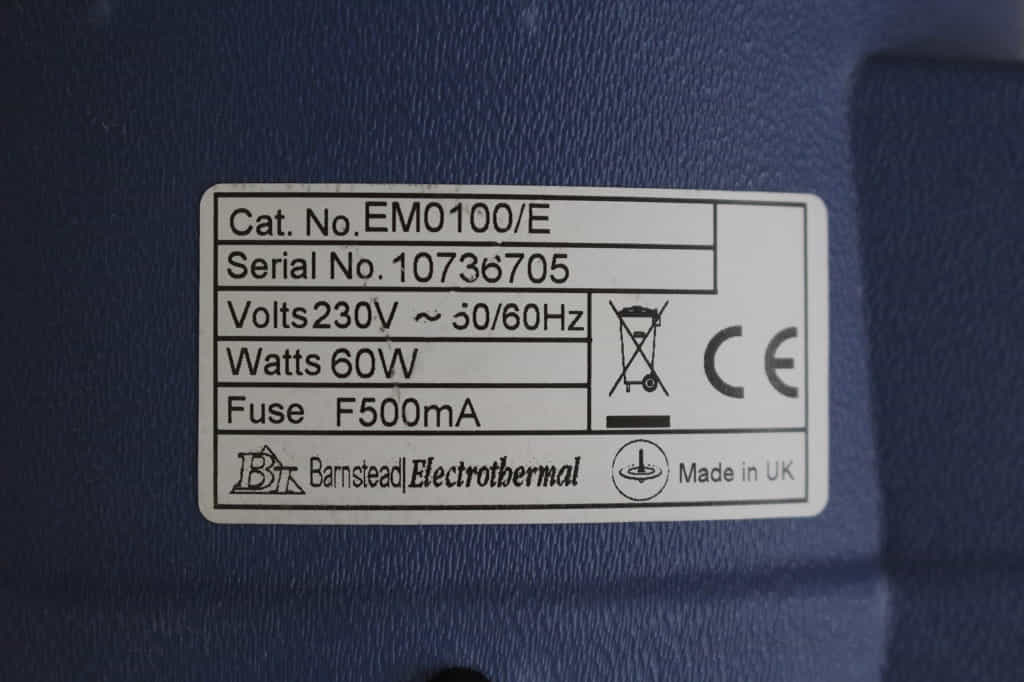 Cat. No. EM0100/E
Serial No. 10736705
Volts 230V ~ 50/60Hz
Watts 60W
Fuse F500mA
CE
Barnstead|Electrothermal
Made in UK